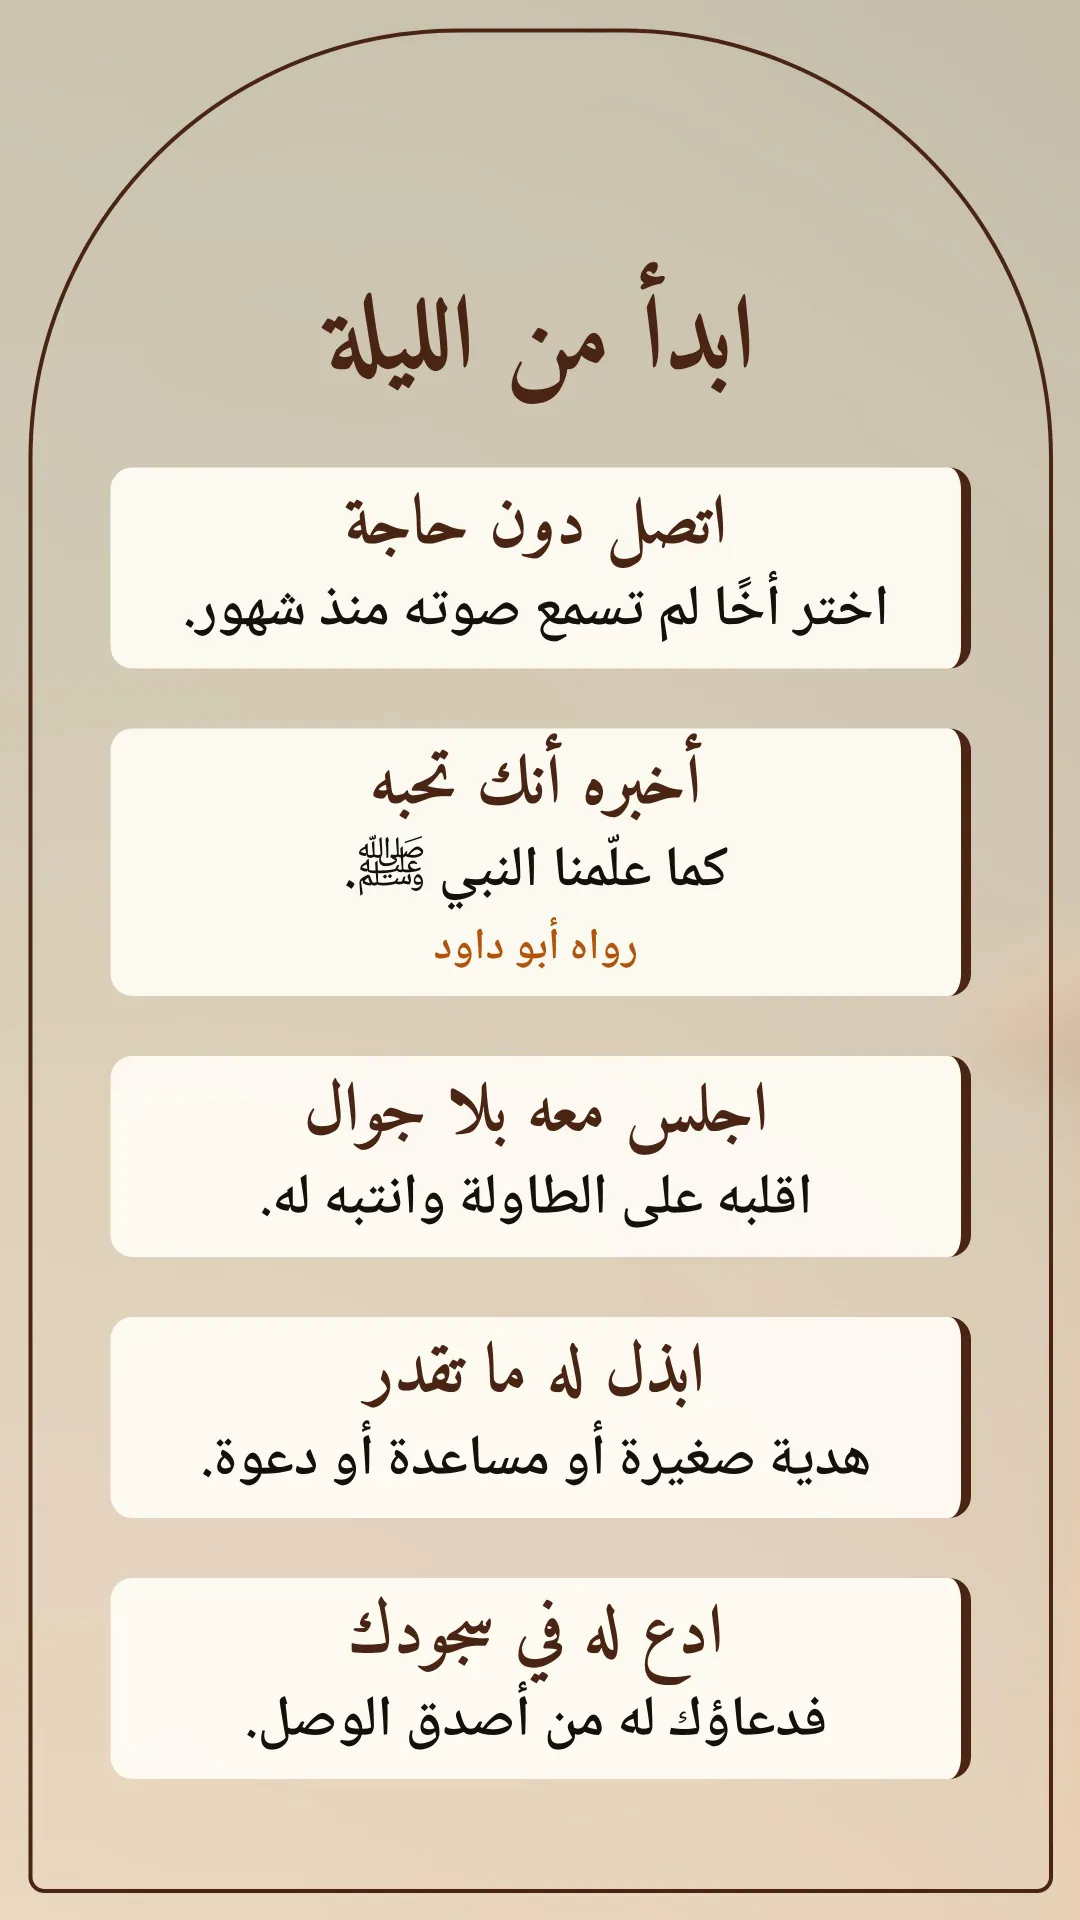 ابدأ من الليلة
اتصل دون حاجة
اختر أخًا لم تسمع صوته منذ شهور.
أخبره أنك تحبه
كما علّمنا النبي ﷺ.
رواه أبو داود
اجلس معه بلا جوال
اقلبه على الطاولة وانتبه له.
ابذل له ما تقدر
هدية صغيرة أو مساعدة أو دعوة.
ادع له في سجودك
فدعاؤك له من أصدق الوصل.